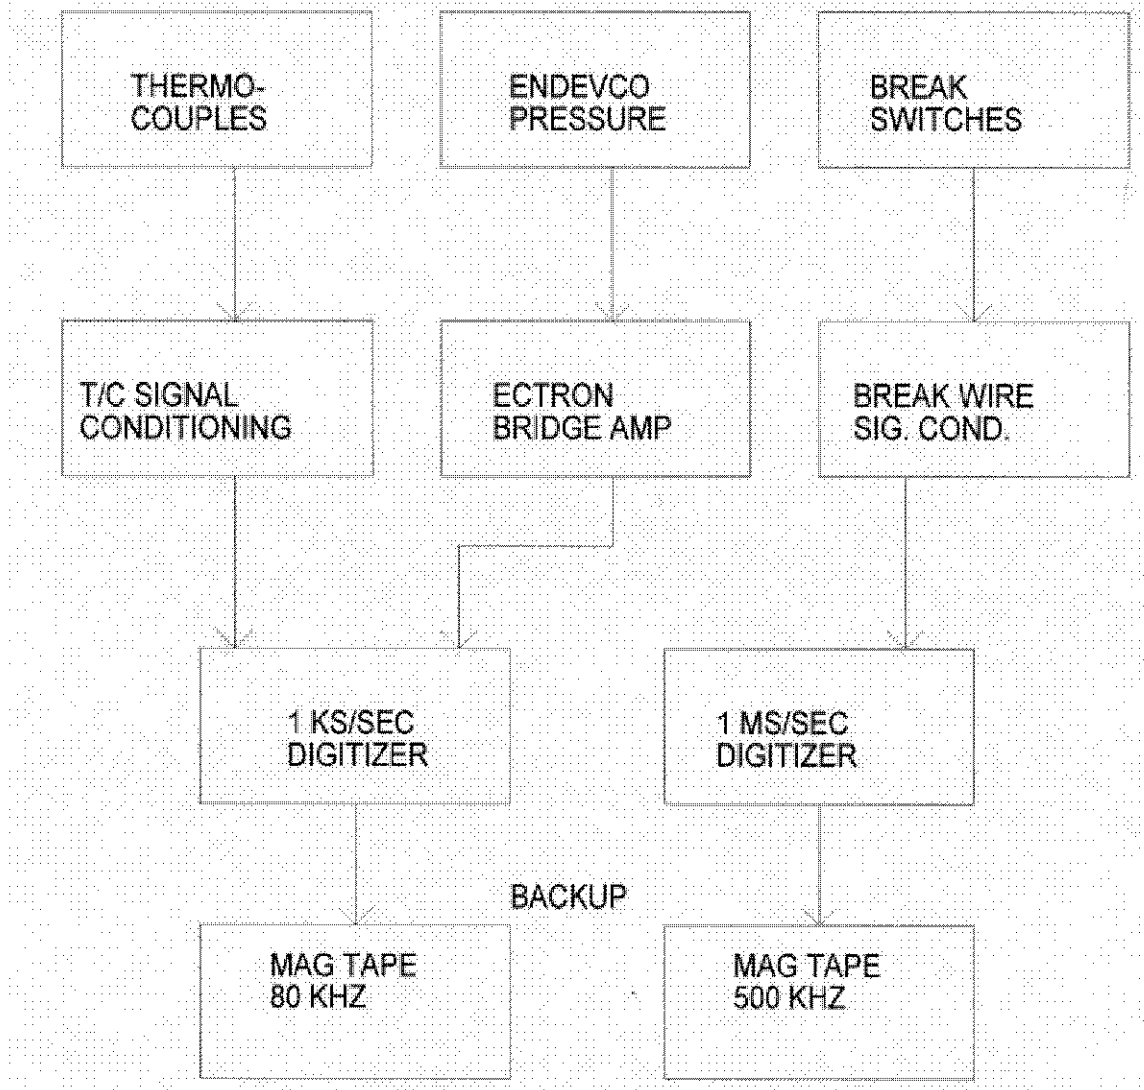 THERMO-
COUPLES
ENDEVCO
PRESSURE
BREAK
SWITCHES
T/C SIGNAL
CONDITIONING
ECTRON
BRIDGE AMP
BREAK WIRE
SIG. COND.
1 KS/SEC
DIGITIZER
1 MS/SEC
DIGITIZER
BACKUP
MAG TAPE
80 KHZ
MAG TAPE
500 KHZ